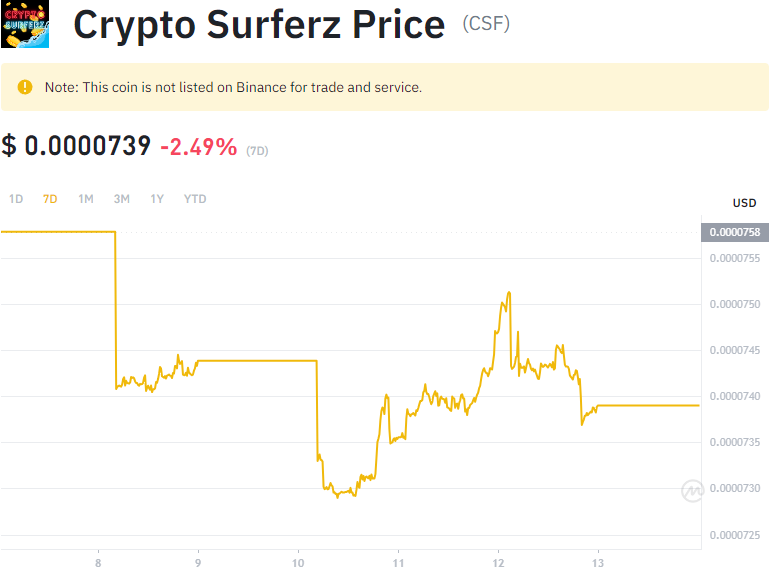 CRYPTO
SURFERZ
Crypto Surferz Price (CSF)
Note: This coin is not listed on Binance for trade and service.
$ 0.0000739 -2.49% (7D)
1D 7D 1M 3M 1Y YTD
USD
0.0000758
0.0000755
0.0000750
0.0000745
0.0000740
0.0000735
0.0000730
0.0000725
8 9 10 11 12 13